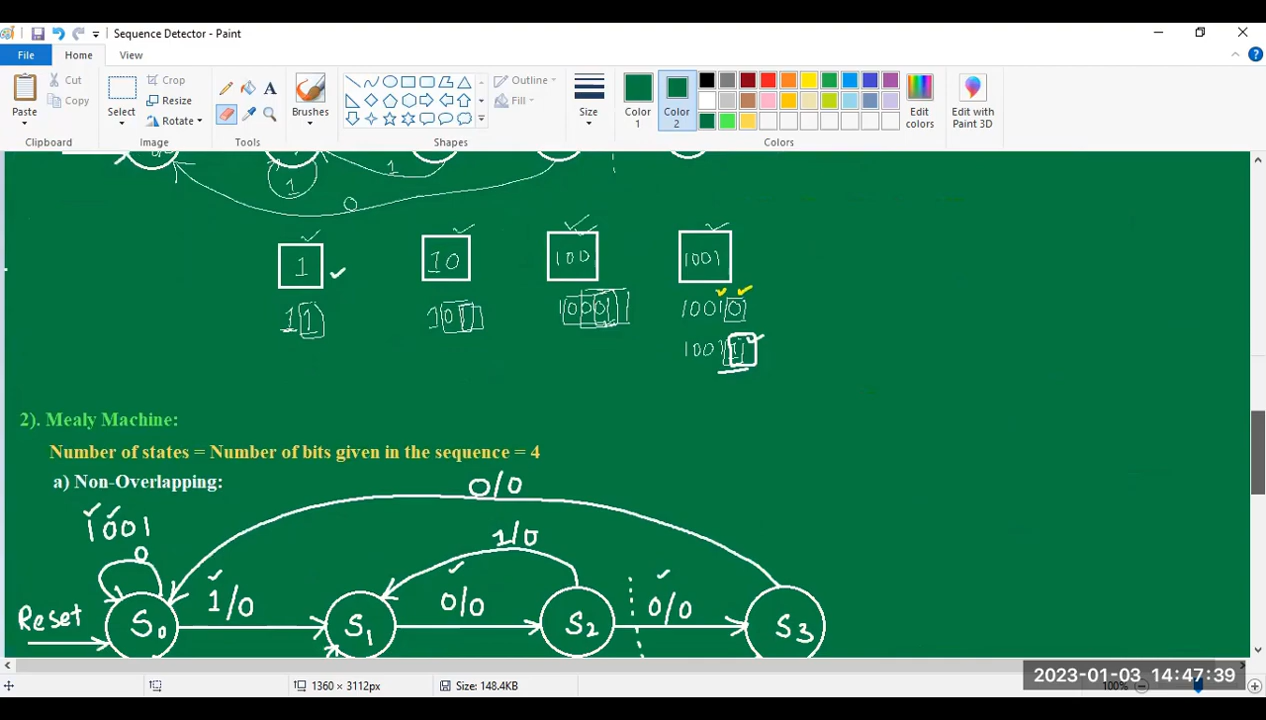 Sequence Detector - Paint
File Home View
Paste Cut Copy
Select Crop Resize Rotate
A
Brushes
Outline Fill
Size
Color 1
Color 2
Edit colors
Edit with Paint 3D
Clipboard Image Tools Shapes Colors
1
1
0
1 10 100 1001
11 101 10001 10010
10011
2). Mealy Machine:
Number of states = Number of bits given in the sequence = 4
a) Non-Overlapping:
0/0
1001
1/0
0
1/0 0/0 0/0
Reset S0 S1 S2 S3
2023-01-03 14:47:39
1360 × 3112px Size: 148.4KB 100%